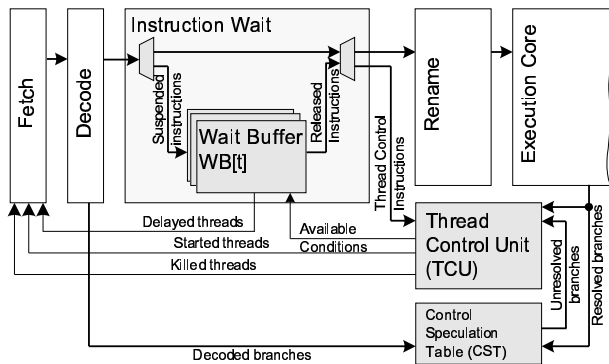 Instruction Wait
Fetch
Decode
Suspended
instructions
Wait Buffer
WB[t]
Released
Instructions
Thread Control
Instructions
Rename
Execution Core
Delayed threads
Started threads
Killed threads
Available
Conditions
Thread
Control Unit
(TCU)
Unresolved
branches
Resolved branches
Control
Speculation
Table (CST)
Decoded branches